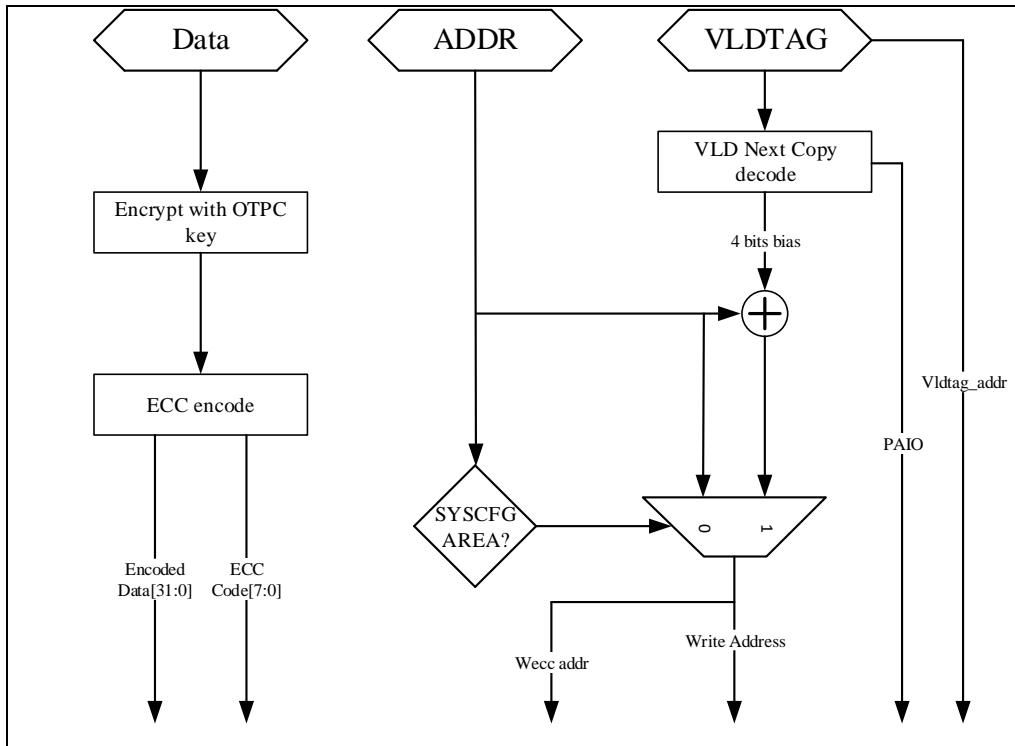 Data
ADDR
VLDTAG
VLD Next Copy
decode
Encrypt with OTPC
key
4 bits bias
ECC encode
Vldtag_addr
PAIO
SYSCFG
AREA?
0
1
Encoded
Data[31:0]
ECC
Code[7:0]
Wecc addr
Write Address